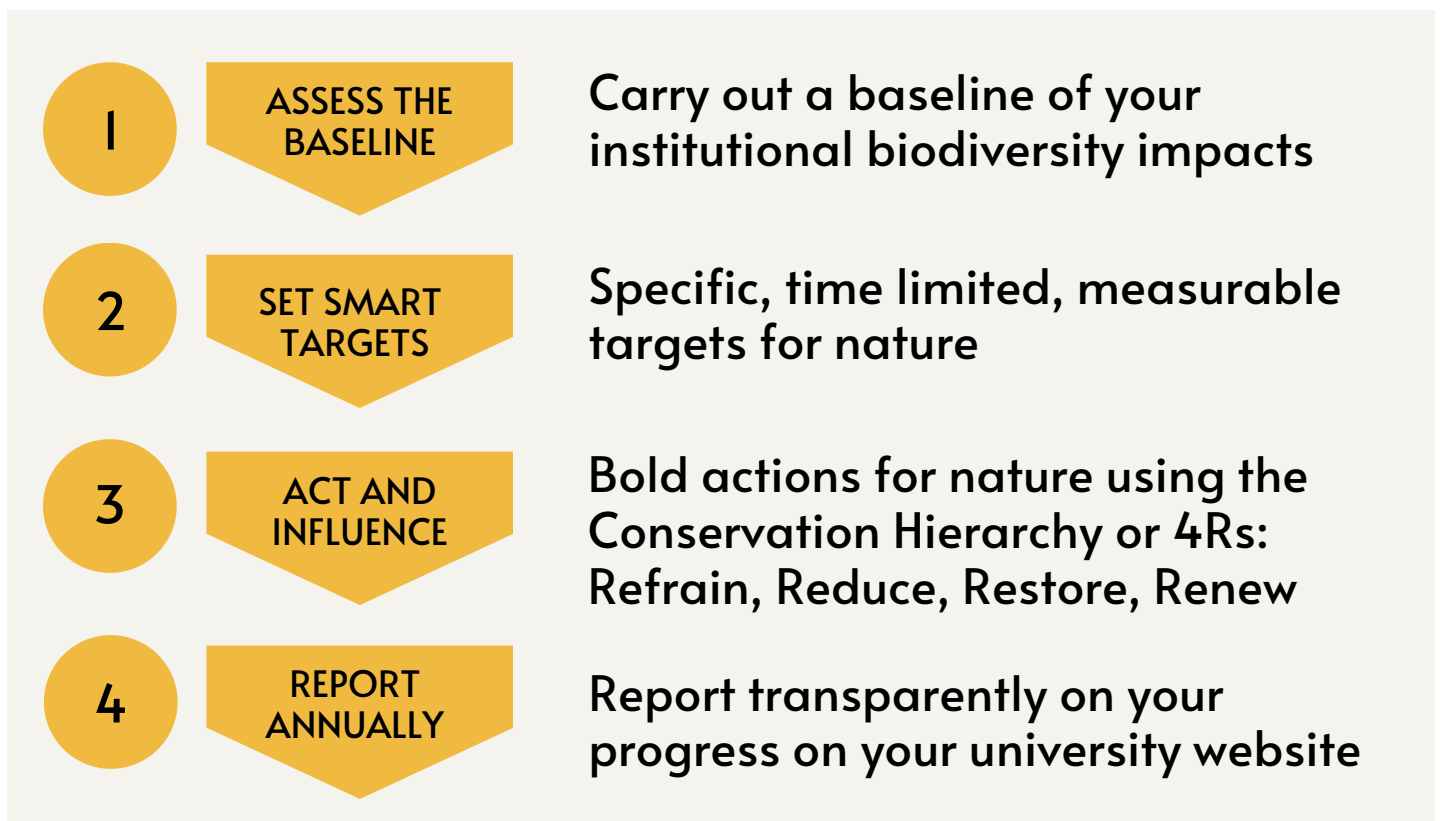 1
ASSESS THE
BASELINE
Carry out a baseline of your
institutional biodiversity impacts
2
SET SMART
TARGETS
Specific, time limited, measurable
targets for nature
3
ACT AND
INFLUENCE
Bold actions for nature using the
Conservation Hierarchy or 4Rs:
Refrain, Reduce, Restore, Renew
4
REPORT
ANNUALLY
Report transparently on your
progress on your university website